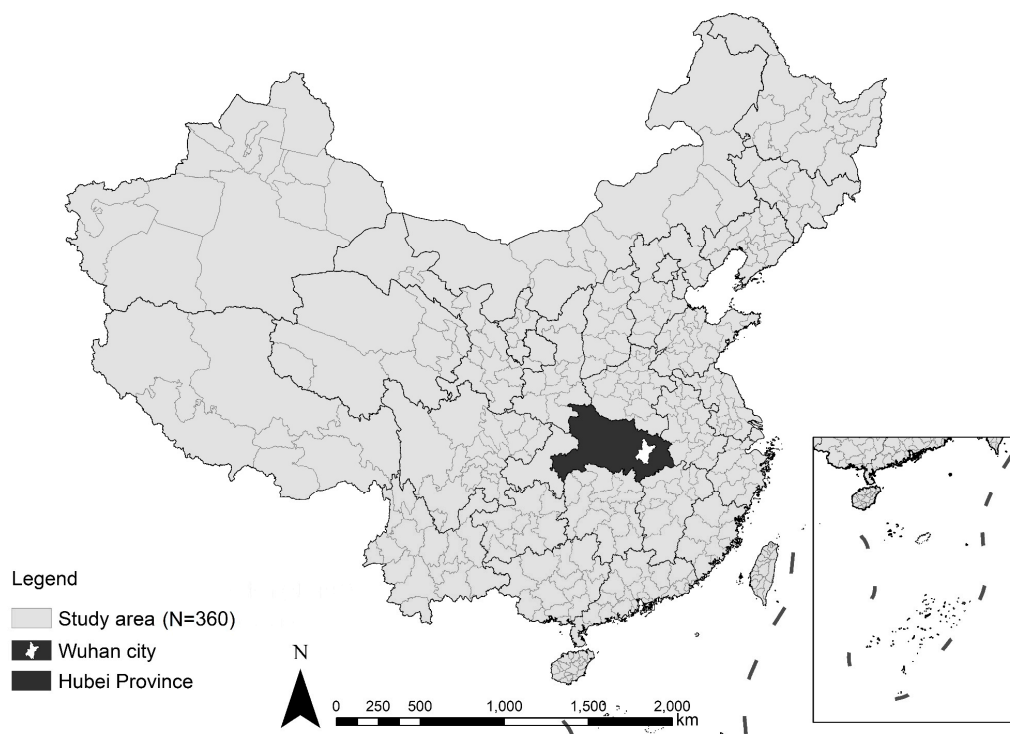 Legend
Study area (N=360)
Wuhan city
Hubei Province
N
0 250 500 1,000 1,500 2,000
km